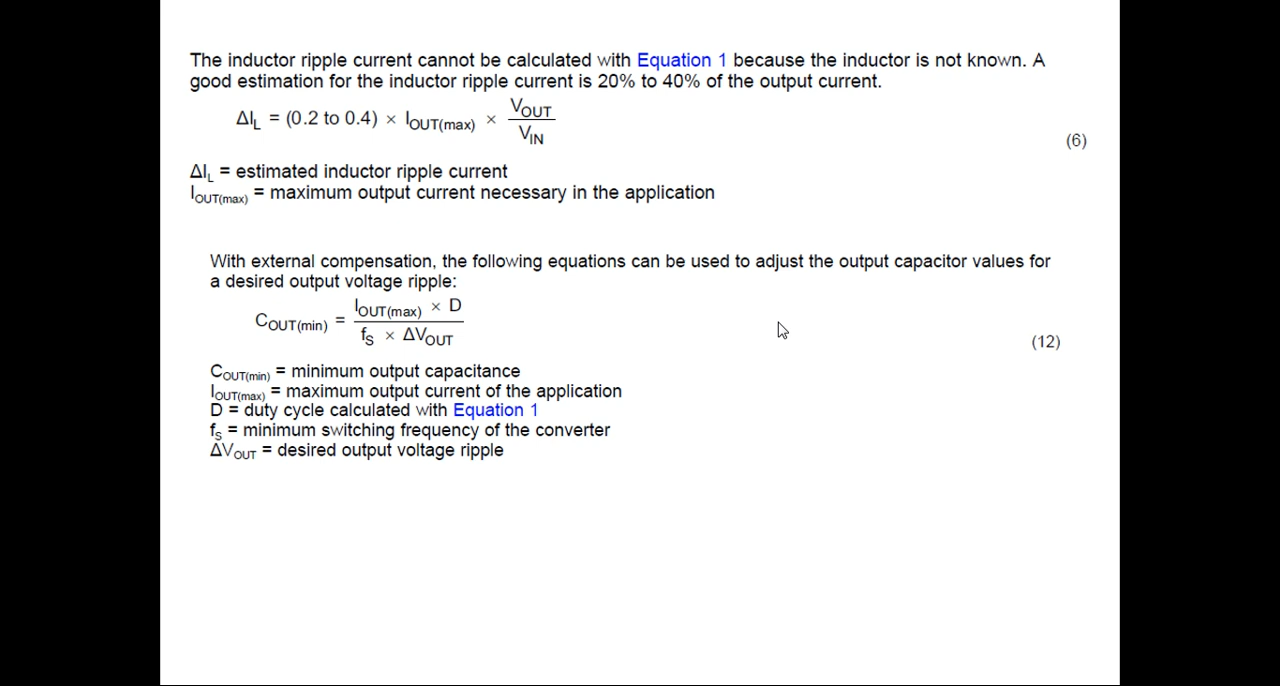 The inductor ripple current cannot be calculated with Equation 1 because the inductor is not known. A
good estimation for the inductor ripple current is 20% to 40% of the output current.
ΔIL = (0.2 to 0.4) × IOUT(max) × VOUT / VIN
(6)
ΔIL = estimated inductor ripple current
IOUT(max) = maximum output current necessary in the application
With external compensation, the following equations can be used to adjust the output capacitor values for
a desired output voltage ripple:
COUT(min) = IOUT(max) × D / fS × ΔVOUT
(12)
COUT(min) = minimum output capacitance
IOUT(max) = maximum output current of the application
D = duty cycle calculated with Equation 1
fS = minimum switching frequency of the converter
ΔVOUT = desired output voltage ripple